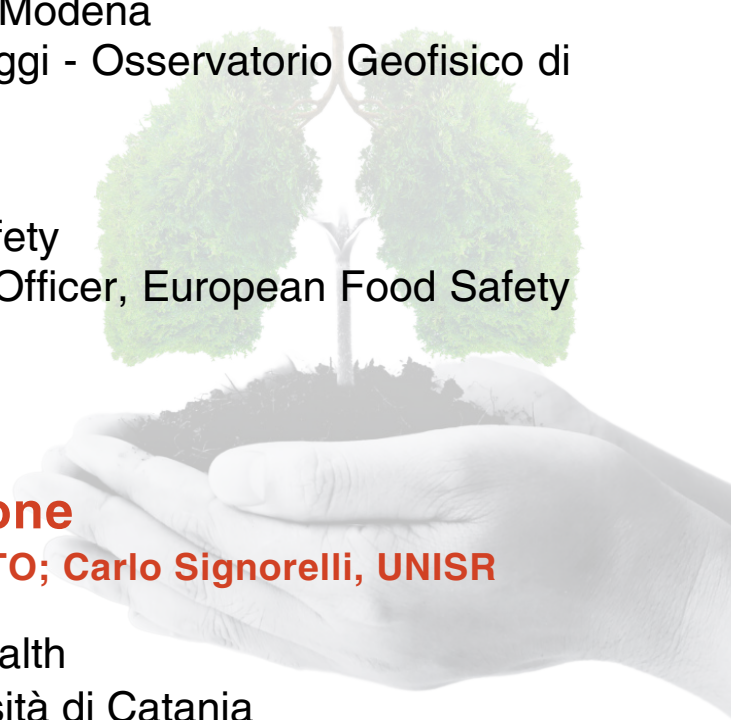 Modena
ggi - Osservatorio Geofisico di
fety
Officer, European Food Safety
one
TO; Carlo Signorelli, UNISR
alth
sità di Catania